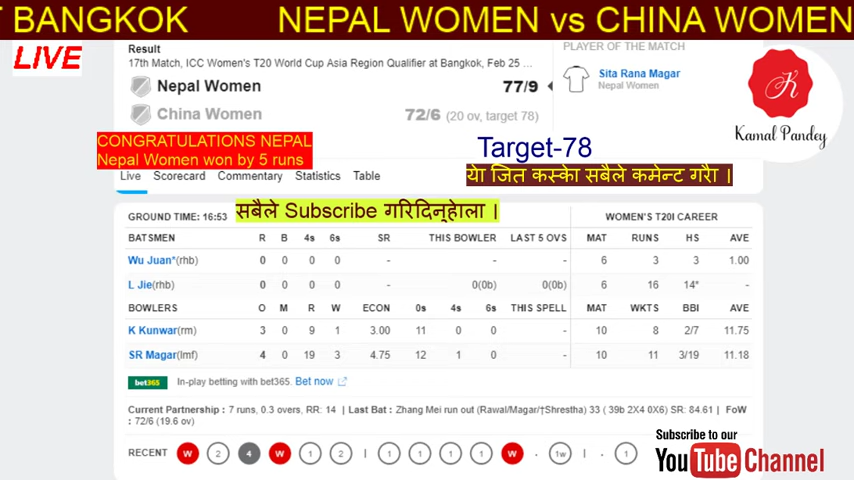 T BANGKOK NEPAL WOMEN vs CHINA WOMEN
LIVE
Result
17th Match, ICC Women's T20 World Cup Asia Region Qualifier at Bangkok, Feb 25 ...
Nepal Women 77/9
China Women 72/6 (20 ov, target 78)
PLAYER OF THE MATCH
Sita Rana Magar
Nepal Women
K
Kamal Pandey
CONGRATULATIONS NEPAL
Nepal Women won by 5 runs
Target-78
यो जित कस्को सबैले कमेन्ट गरौ ।
Live Scorecard Commentary Statistics Table
सबैले Subscribe गरिदिनुहोला ।
GROUND TIME: 16:53 WOMEN'S T20I CAREER
BATSMEN R B 4s 6s SR THIS BOWLER LAST 5 OVS MAT RUNS HS AVE
Wu Juan*(rhb) 0 0 0 0 - - - 6 3 3 1.00
L Jie(rhb) 0 0 0 0 - 0(0b) 0(0b) 6 16 14* -
BOWLERS O M R W ECON 0s 4s 6s THIS SPELL MAT WKTS BBI AVE
K Kunwar(rm) 3 0 9 1 3.00 11 0 0 - 10 8 2/7 11.75
SR Magar(lmf) 4 0 19 3 4.75 12 1 0 - 10 11 3/19 11.18
bet365 In-play betting with bet365. Bet now
Current Partnership : 7 runs, 0.3 overs, RR: 14 | Last Bat : Zhang Mei run out (Rawal/Magar/†Shrestha) 33 ( 39b 2X4 0X6) SR: 84.61 | FoW
: 72/6 (19.6 ov)
RECENT W 2 4 W 1 2 | 1 1 1 1 W . 1w | . 1
Subscribe to our
YouTube Channel